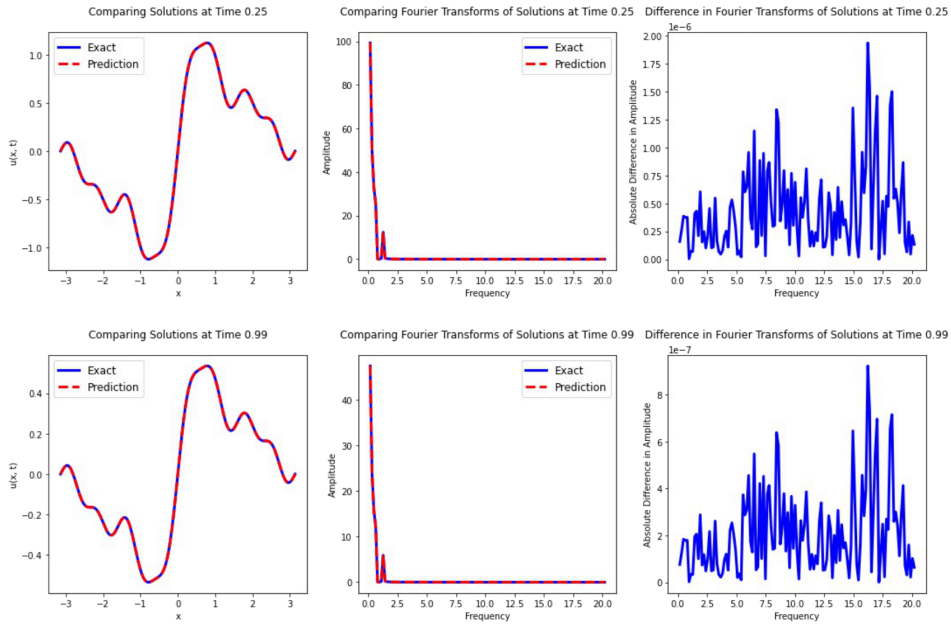 Comparing Solutions at Time 0.25
Exact
Prediction
1.0
0.5
0.0
−0.5
−1.0
u(x, t)
−3 −2 −1 0 1 2 3
x
Comparing Fourier Transforms of Solutions at Time 0.25
Exact
Prediction
100
80
60
40
20
0
Amplitude
0.0 2.5 5.0 7.5 10.0 12.5 15.0 17.5 20.0
Frequency
Difference in Fourier Transforms of Solutions at Time 0.25
1e−6
2.00
1.75
1.50
1.25
1.00
0.75
0.50
0.25
0.00
Absolute Difference in Amplitude
0.0 2.5 5.0 7.5 10.0 12.5 15.0 17.5 20.0
Frequency
Comparing Solutions at Time 0.99
Exact
Prediction
0.4
0.2
0.0
−0.2
−0.4
u(x, t)
−3 −2 −1 0 1 2 3
x
Comparing Fourier Transforms of Solutions at Time 0.99
Exact
Prediction
40
30
20
10
0
Amplitude
0.0 2.5 5.0 7.5 10.0 12.5 15.0 17.5 20.0
Frequency
Difference in Fourier Transforms of Solutions at Time 0.99
1e−7
8
6
4
2
0
Absolute Difference in Amplitude
0.0 2.5 5.0 7.5 10.0 12.5 15.0 17.5 20.0
Frequency